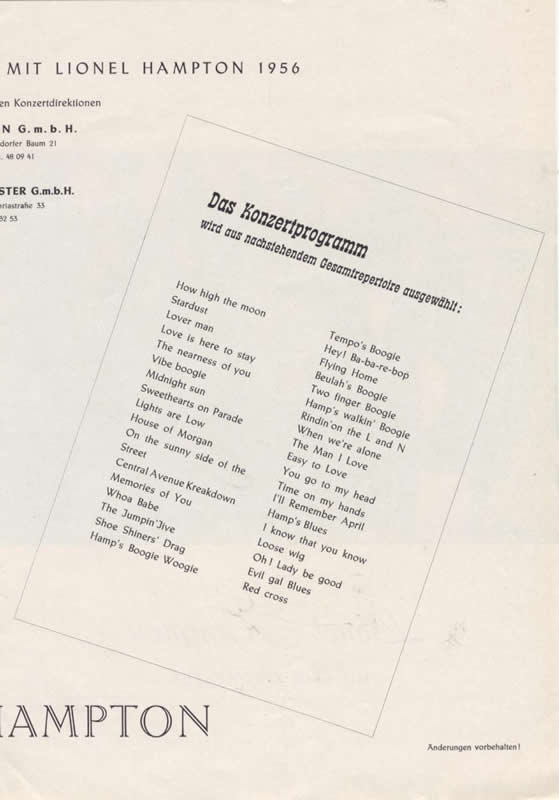 MIT LIONEL HAMPTON 1956
en Konzertdirektionen
N G.m.b.H.
dorfer Baum 21
. 48 09 41
STER G.m.b.H.
riastraße 33
32 53
Das Konzertprogramm
wird aus nachstehendem Gesamtrepertoire ausgewählt:
How high the moon
Stardust
Lover man
Love is here to stay
The nearness of you
Vibe boogie
Midnight sun
Sweethearts on Parade
Lights are Low
House of Morgan
On the sunny side of the
Street
Central Avenue Kreakdown
Memories of You
Whoa Babe
The Jumpin'Jive
Shoe Shiners' Drag
Hamp's Boogie Woogie
Tempo's Boogie
Hey! Ba-ba-re-bop
Flying Home
Beulah's Boogie
Two finger Boogie
Hamp's walkin' Boogie
Rindin'on the L and N
When we're alone
The Man I Love
Easy to Love
You go to my head
Time on my hands
I'll Remember April
Hamp's Blues
I know that you know
Loose wig
Oh! Lady be good
Evil gal Blues
Red cross
HAMPTON
Änderungen vorbehalten!